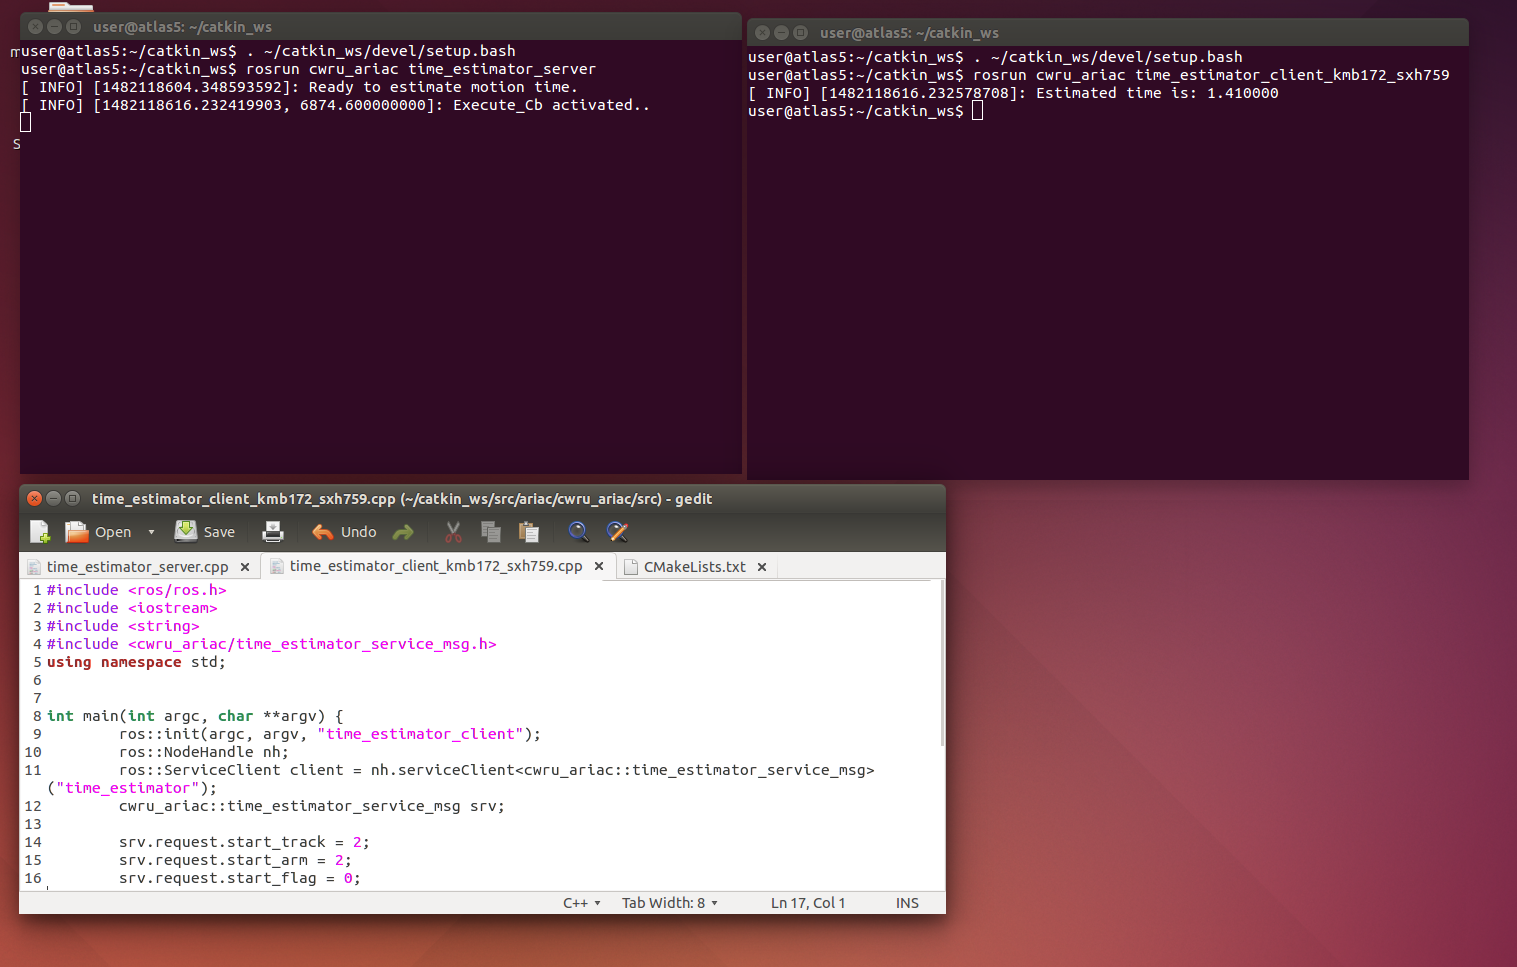 user@atlas5: ~/catkin_ws
user@atlas5:~/catkin_ws$ . ~/catkin_ws/devel/setup.bash
user@atlas5:~/catkin_ws$ rosrun cwru_ariac time_estimator_server
[ INFO] [1482118604.348593592]: Ready to estimate motion time.
[ INFO] [1482118616.232419903, 6874.600000000]: Execute_Cb activated..
m
S
user@atlas5: ~/catkin_ws
user@atlas5:~/catkin_ws$ . ~/catkin_ws/devel/setup.bash
user@atlas5:~/catkin_ws$ rosrun cwru_ariac time_estimator_client_kmb172_sxh759
[ INFO] [1482118616.232578708]: Estimated time is: 1.410000
user@atlas5:~/catkin_ws$
time_estimator_client_kmb172_sxh759.cpp (~/catkin_ws/src/ariac/cwru_ariac/src) - gedit
Open Save Undo
time_estimator_server.cpp time_estimator_client_kmb172_sxh759.cpp CMakeLists.txt
1 #include <ros/ros.h>
2 #include <iostream>
3 #include <string>
4 #include <cwru_ariac/time_estimator_service_msg.h>
5 using namespace std;
6
7
8 int main(int argc, char **argv) {
9 ros::init(argc, argv, "time_estimator_client");
10 ros::NodeHandle nh;
11 ros::ServiceClient client = nh.serviceClient<cwru_ariac::time_estimator_service_msg>
("time_estimator");
12 cwru_ariac::time_estimator_service_msg srv;
13
14 srv.request.start_track = 2;
15 srv.request.start_arm = 2;
16 srv.request.start_flag = 0;
C++ Tab Width: 8 Ln 17, Col 1 INS